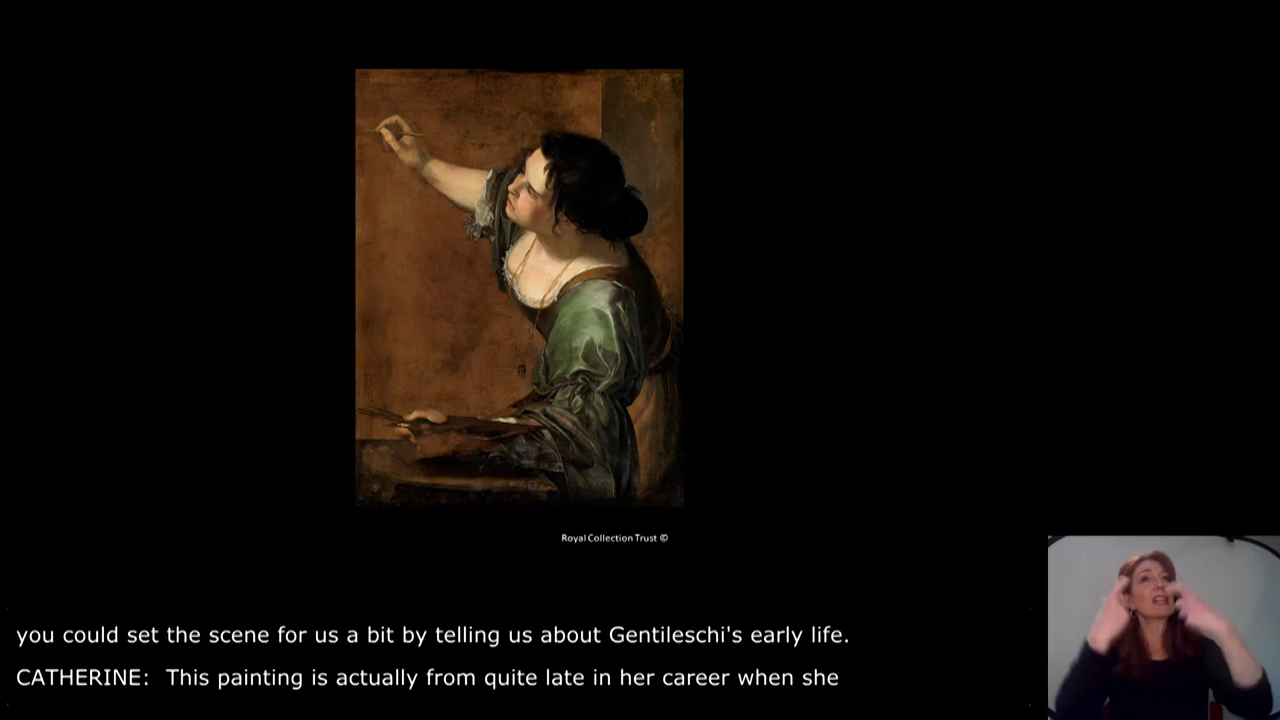 Royal Collection Trust ©
you could set the scene for us a bit by telling us about Gentileschi's early life.
CATHERINE:  This painting is actually from quite late in her career when she